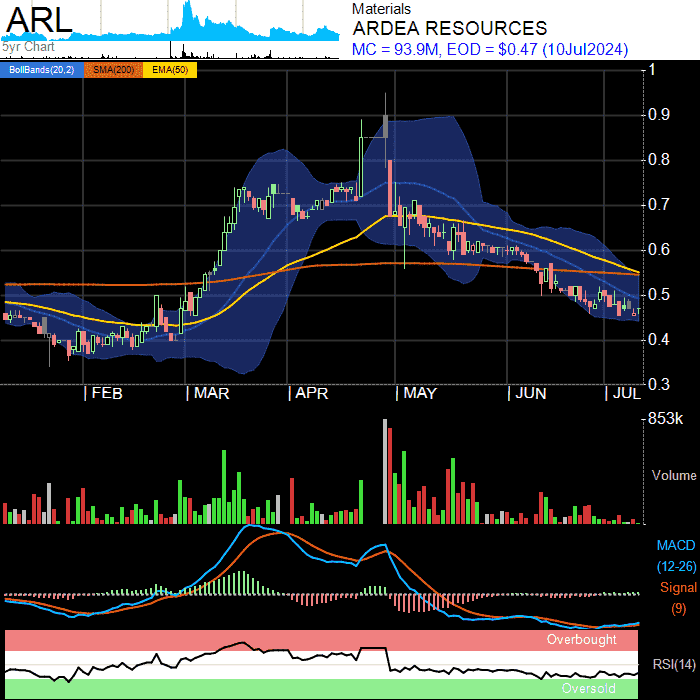 ARL
5yr Chart
Materials
ARDEA RESOURCES
MC = 93.9M, EOD = $0.47 (10Jul2024)
BollBands(20,2) SMA(200) EMA(50)
1
0.9
0.8
0.7
0.6
0.5
0.4
0.3
FEB MAR APR MAY JUN JUL
853k
Volume
MACD
(12-26)
Signal
(9)
Overbought
RSI(14)
Oversold